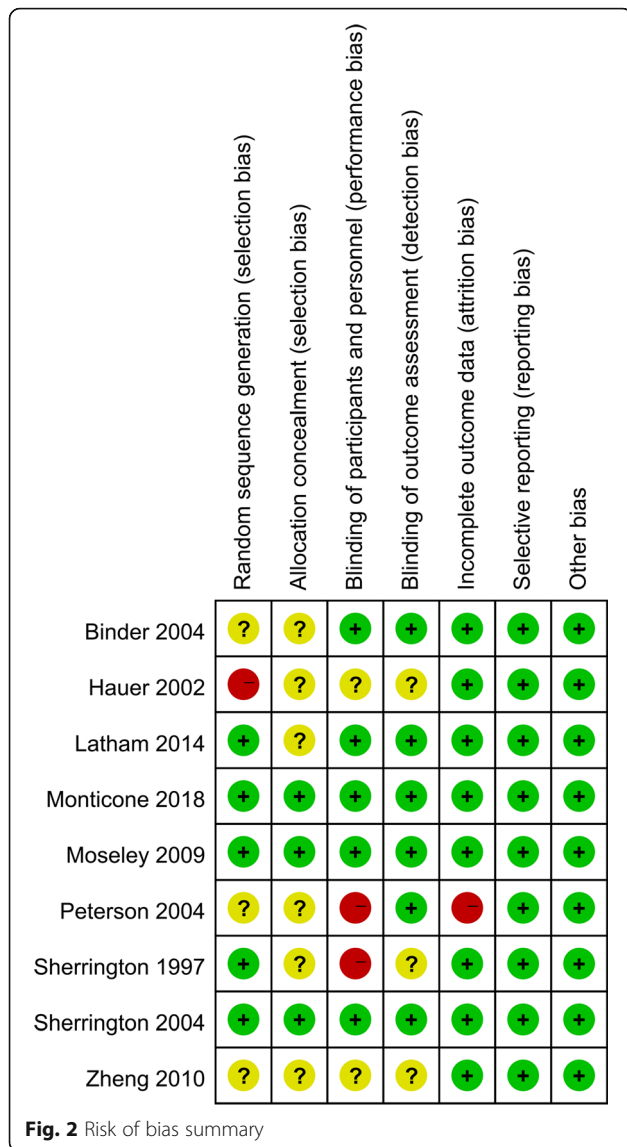 Random sequence generation (selection bias)
Allocation concealment (selection bias)
Blinding of participants and personnel (performance bias)
Blinding of outcome assessment (detection bias)
Incomplete outcome data (attrition bias)
Selective reporting (reporting bias)
Other bias
Binder 2004 ? ? + + + + +
Hauer 2002 − ? ? ? + + +
Latham 2014 + ? + + + + +
Monticone 2018 + + + + + + +
Moseley 2009 + + + + + + +
Peterson 2004 ? ? − + − + +
Sherrington 1997 + ? − ? + + +
Sherrington 2004 + + + + + + +
Zheng 2010 ? ? ? ? + + +
Fig. 2 Risk of bias summary